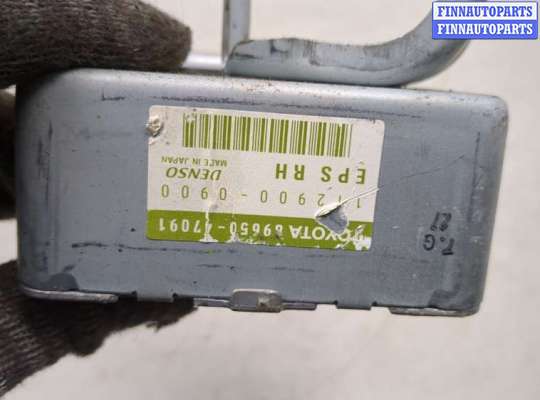 FINNAUTOPARTS
FINNAUTOPARTS
TOYOTA 89650-47091
112900-0900
EPS RH
DENSO
MADE IN JAPAN